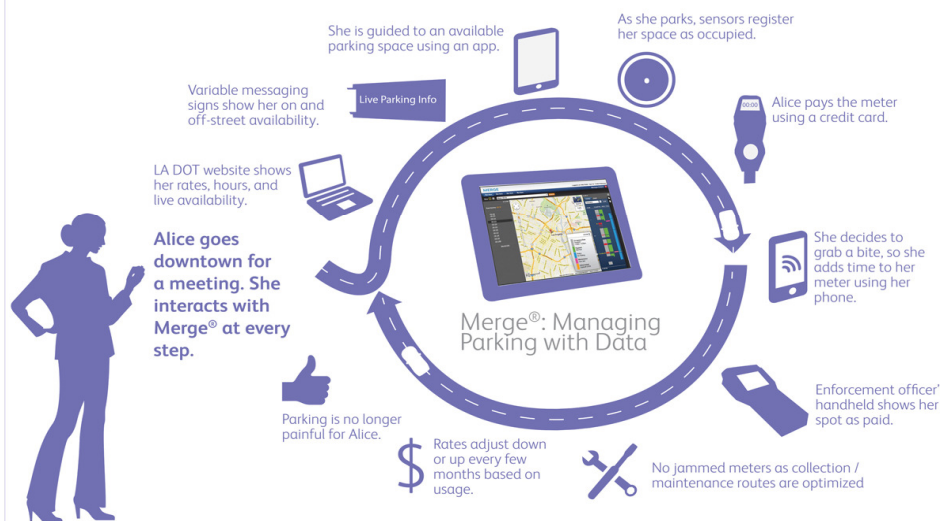 Alice goes
downtown for
a meeting. She
interacts with
Merge® at every
step.
LA DOT website shows
her rates, hours, and
live availability.
Variable messaging
signs show her on and
off-street availability.
Live Parking Info
She is guided to an available
parking space using an app.
As she parks, sensors register
her space as occupied.
00:00
Alice pays the meter
using a credit card.
She decides to
grab a bite, so she
adds time to her
meter using her
phone.
Enforcement officer'
handheld shows her
spot as paid.
No jammed meters as collection /
maintenance routes are optimized
$
Rates adjust down
or up every few
months based on
usage.
Parking is no longer
painful for Alice.
Merge®: Managing
Parking with Data